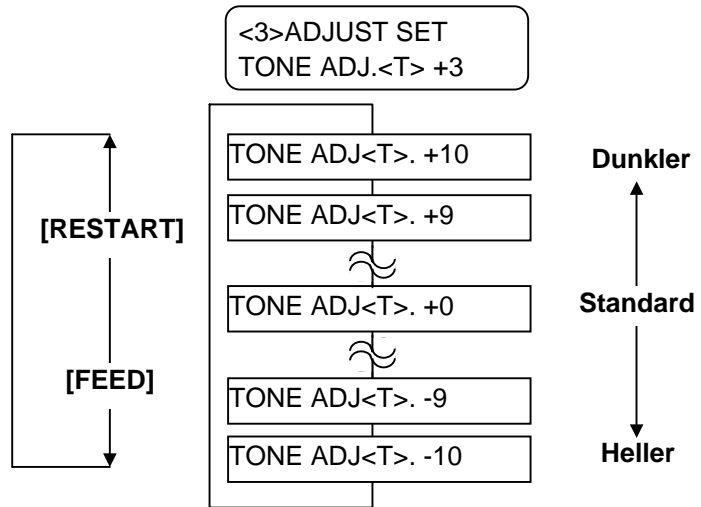 <3>ADJUST SET
TONE ADJ.<T> +3
TONE ADJ<T>. +10
Dunkler
TONE ADJ<T>. +9
[RESTART]
TONE ADJ<T>. +0
Standard
[FEED]
TONE ADJ<T>. -9
TONE ADJ<T>. -10
Heller